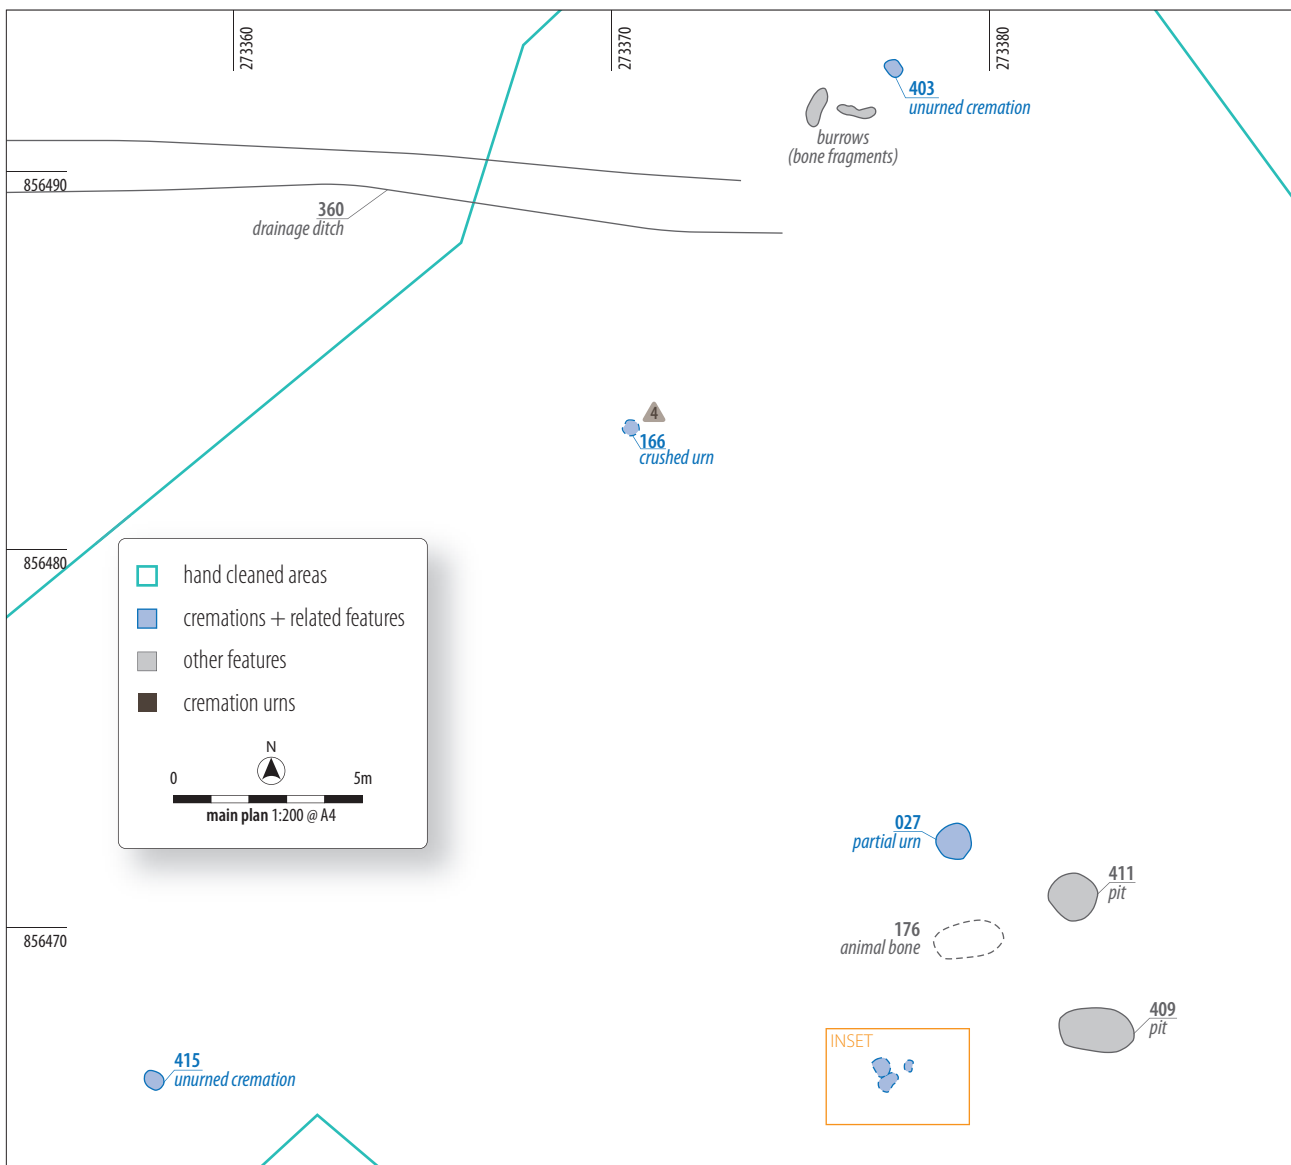 273360
273370
273380
403
unurned cremation
burrows
(bone fragments)
856490
360
drainage ditch
4
166
crushed urn
856480
hand cleaned areas
cremations + related features
other features
cremation urns
N
0 5m
main plan 1:200 @ A4
027
partial urn
411
pit
176
animal bone
856470
409
pit
INSET
415
unurned cremation